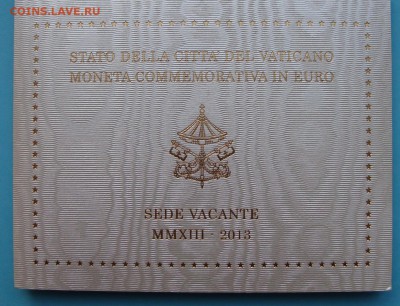 COINS.LAVE.RU
STATO DELLA CITTA' DEL VATICANO
MONETA COMMEMORATIVA IN EURO
SEDE VACANTE
MMXIII - 2013